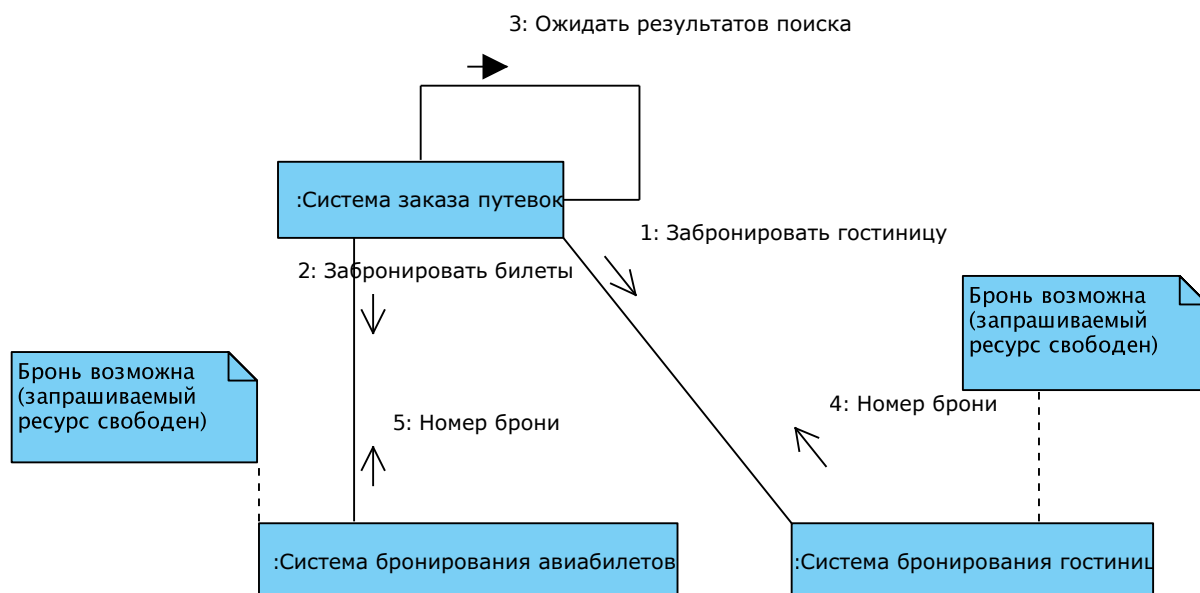 3: Ожидать результатов поиска
:Система заказа путевок
1: Забронировать гостиницу
2: Забронировать билеты
Бронь возможна
(запрашиваемый
ресурс свободен)
Бронь возможна
(запрашиваемый
ресурс свободен)
4: Номер брони
5: Номер брони
:Система бронирования авиабилетов
:Система бронирования гостиниц